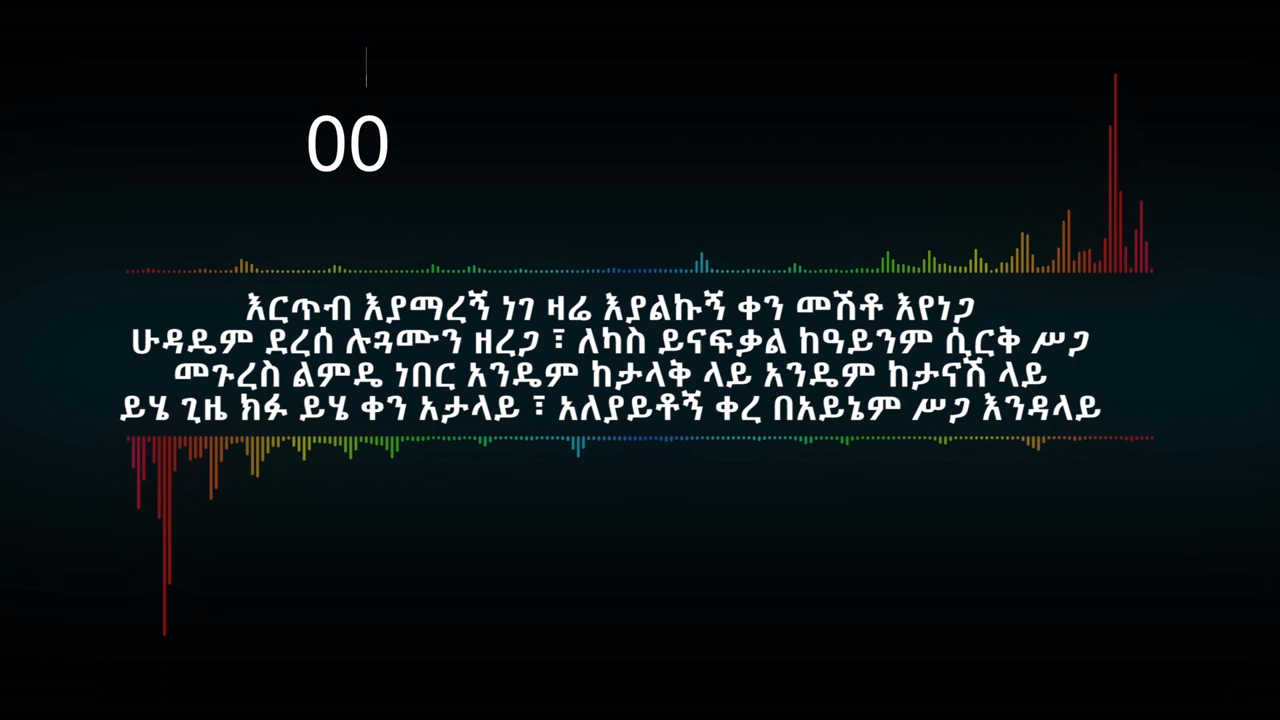 00
እርጥብ እያማረኝ ነገ ዛሬ እያልኩኝ ቀን መሽቶ እየነጋ
ሁዳዴም ደረሰ ሉጓሙን ዘረጋ ፣ ለካስ ይናፍቃል ከዓይንም ሲርቅ ሥጋ
መጉረስ ልምዴ ነበር አንዴም ከታላቅ ላይ አንዴም ከታናሽ ላይ
ይሄ ጊዜ ክፉ ይሄ ቀን አታላይ ፣ አለያይቶኝ ቀረ በአይኔም ሥጋ እንዳላይ